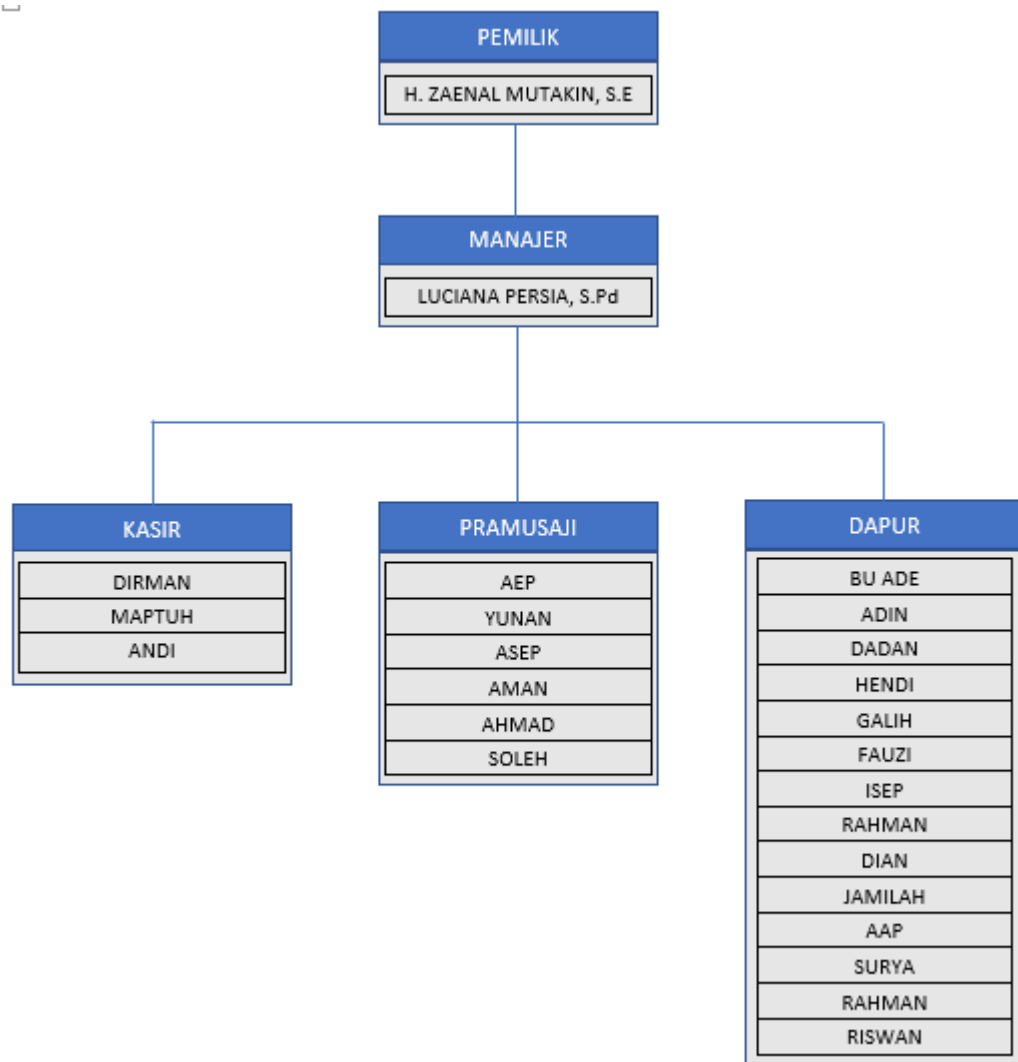 PEMILIK
H. ZAENAL MUTAKIN, S.E
MANAJER
LUCIANA PERSIA, S.Pd
KASIR
DIRMAN
MAPTUH
ANDI
PRAMUSAJI
AEP
YUNAN
ASEP
AMAN
AHMAD
SOLEH
DAPUR
BU ADE
ADIN
DADAN
HENDI
GALIH
FAUZI
ISEP
RAHMAN
DIAN
JAMILAH
AAP
SURYA
RAHMAN
RISWAN